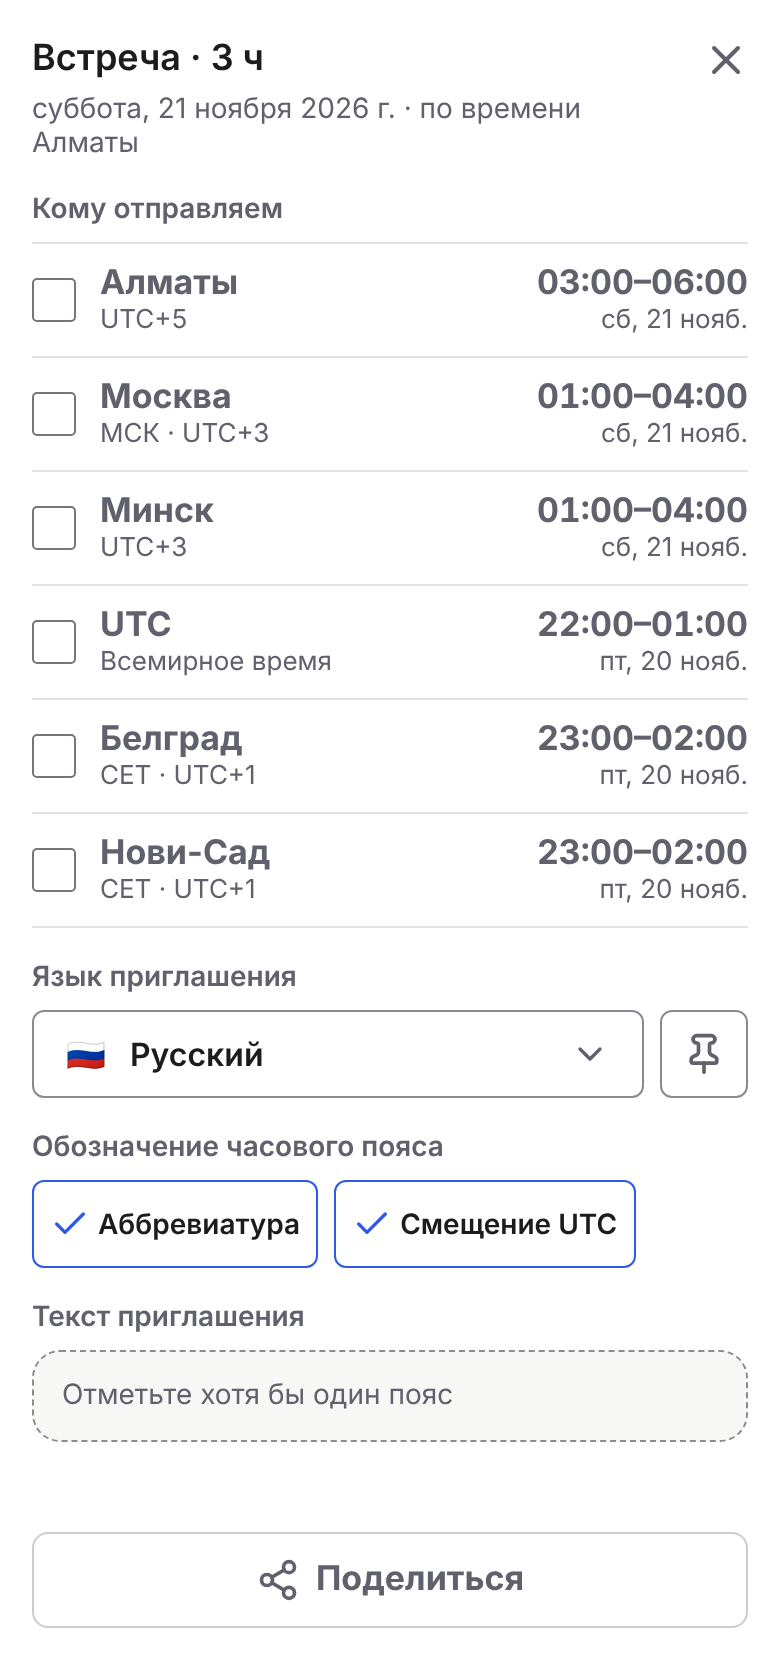 Встреча · 3 ч
суббота, 21 ноября 2026 г. · по времени
Алматы
Кому отправляем
Алматы 03:00–06:00
UTC+5 сб, 21 нояб.
Москва 01:00–04:00
МСК · UTC+3 сб, 21 нояб.
Минск 01:00–04:00
UTC+3 сб, 21 нояб.
UTC 22:00–01:00
Всемирное время пт, 20 нояб.
Белград 23:00–02:00
CET · UTC+1 пт, 20 нояб.
Нови-Сад 23:00–02:00
CET · UTC+1 пт, 20 нояб.
Язык приглашения
Русский
Обозначение часового пояса
Аббревиатура Смещение UTC
Текст приглашения
Отметьте хотя бы один пояс
Поделиться